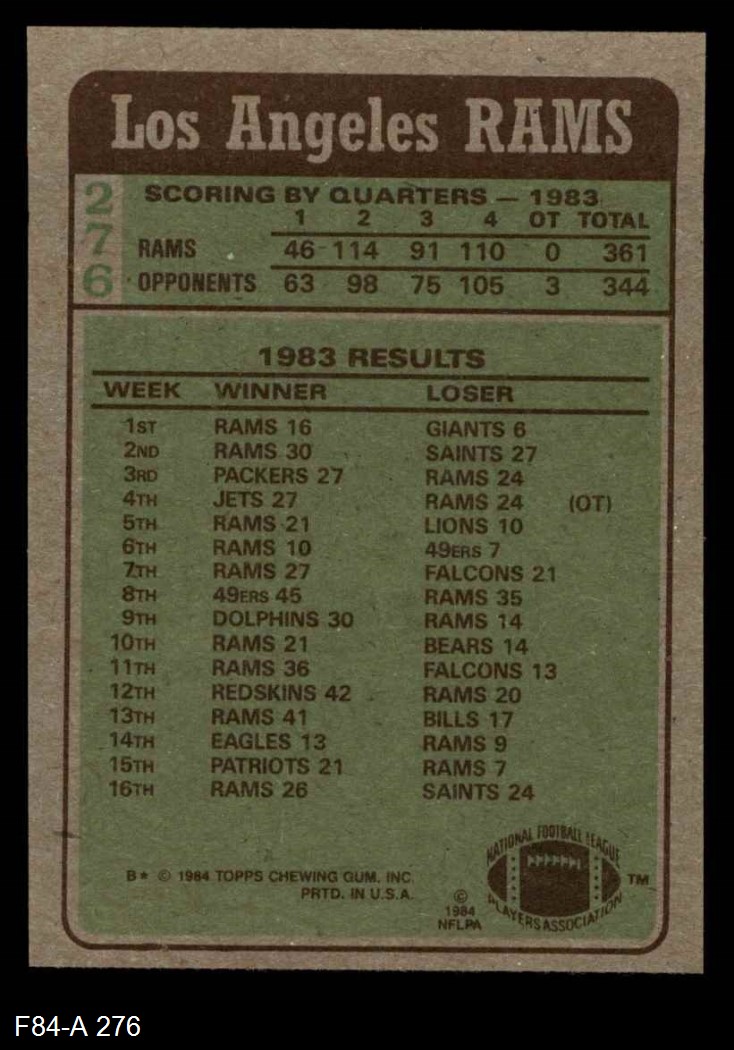 Los Angeles RAMS
276
SCORING BY QUARTERS — 1983
1 2 3 4 OT TOTAL
RAMS 46 114 91 110 0 361
OPPONENTS 63 98 75 105 3 344
1983 RESULTS
WEEK WINNER LOSER
1ST RAMS 16 GIANTS 6
2ND RAMS 30 SAINTS 27
3RD PACKERS 27 RAMS 24
4TH JETS 27 RAMS 24 (OT)
5TH RAMS 21 LIONS 10
6TH RAMS 10 49ERS 7
7TH RAMS 27 FALCONS 21
8TH 49ERS 45 RAMS 35
9TH DOLPHINS 30 RAMS 14
10TH RAMS 21 BEARS 14
11TH RAMS 36 FALCONS 13
12TH REDSKINS 42 RAMS 20
13TH RAMS 41 BILLS 17
14TH EAGLES 13 RAMS 9
15TH PATRIOTS 21 RAMS 7
16TH RAMS 26 SAINTS 24
B* © 1984 TOPPS CHEWING GUM, INC.
PRTD. IN U.S.A.
© 1984 NFLPA
NATIONAL FOOTBALL LEAGUE
PLAYERS ASSOCIATION
TM
F84-A 276